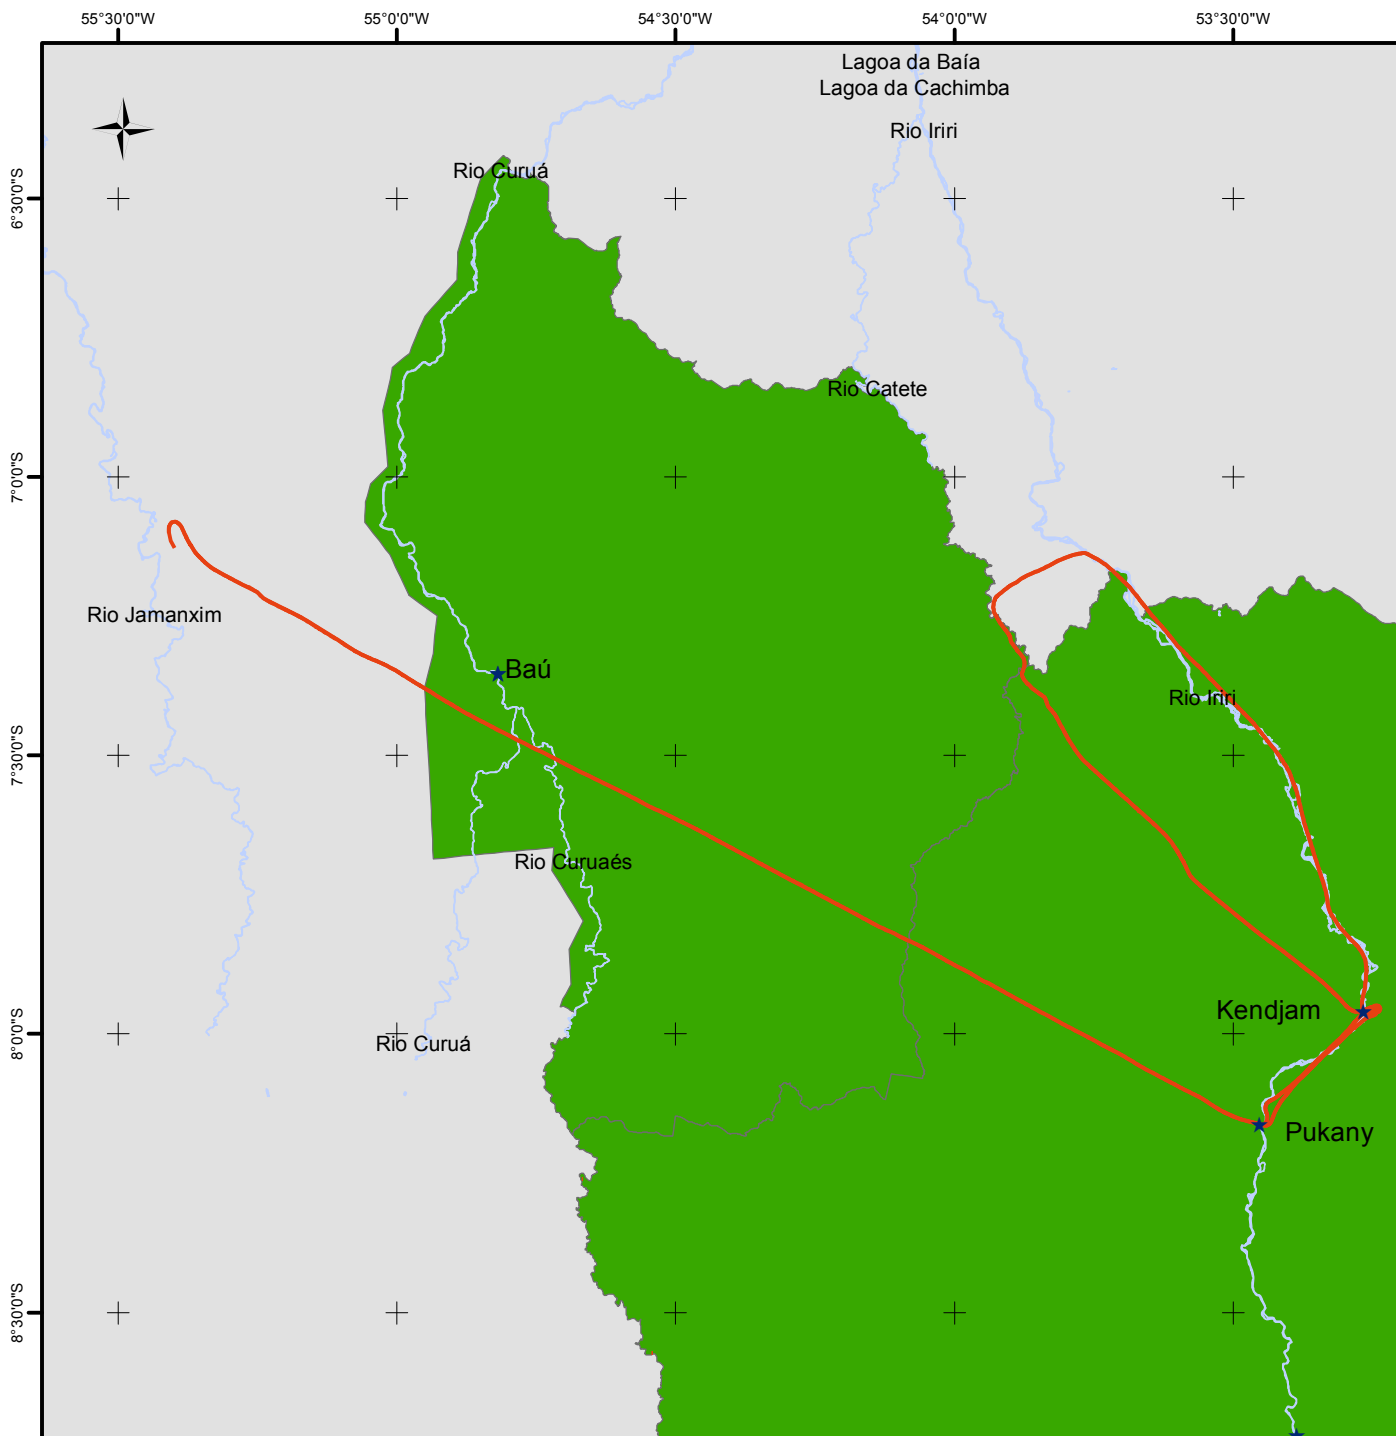 55°30'0"W
55°0'0"W
54°30'0"W
54°0'0"W
53°30'0"W
Lagoa da Baía
Lagoa da Cachimba
Rio Iriri
Rio Curuá
6°30'0"S
Rio Catete
7°0'0"S
Rio Jamanxim
Baú
Rio Iriri
7°30'0"S
Rio Curuaés
Kendjam
8°0'0"S
Rio Curuá
Pukany
8°30'0"S